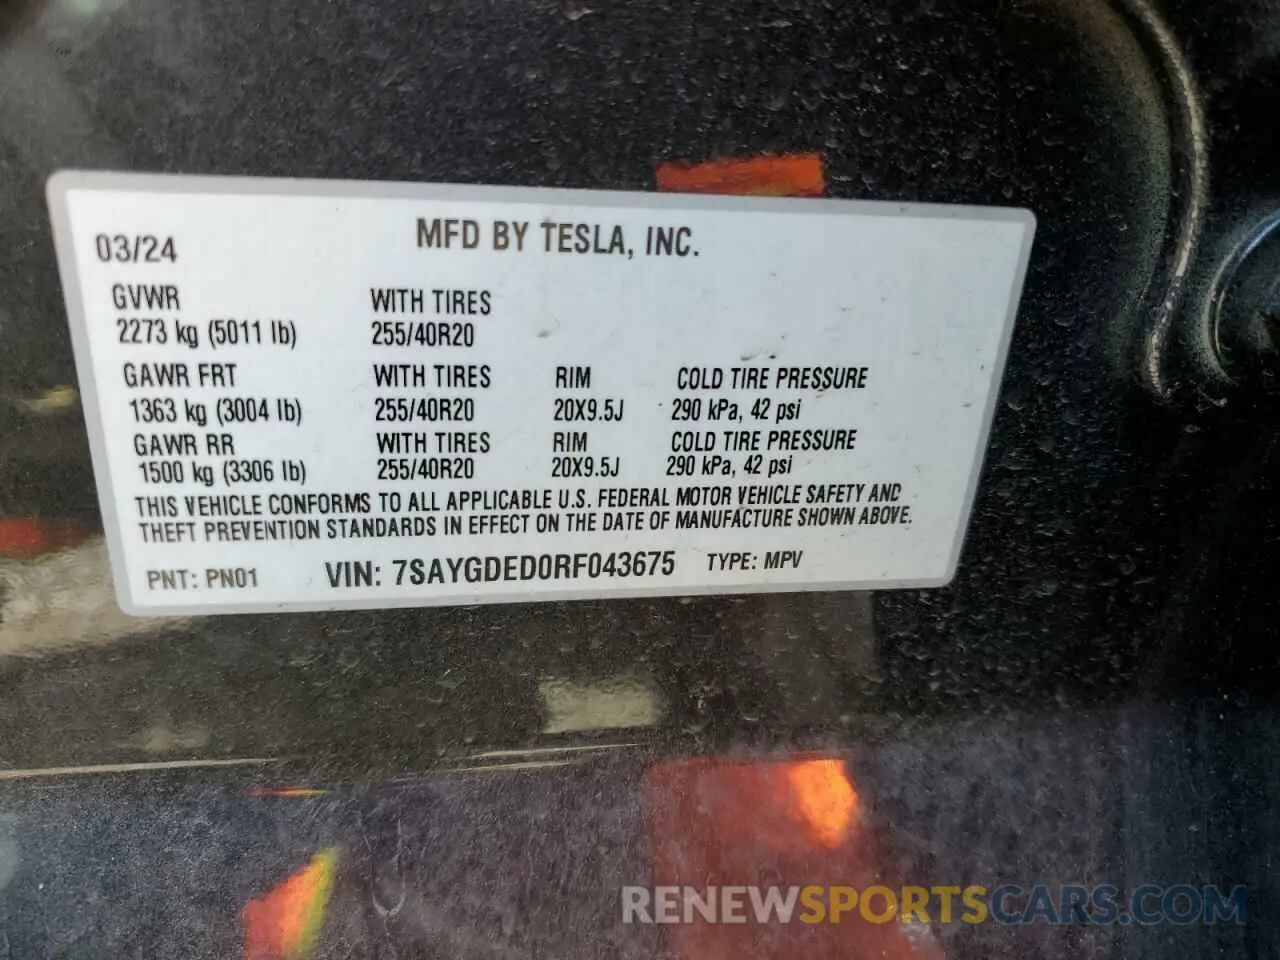 03/24 MFD BY TESLA, INC.
GVWR WITH TIRES
2273 kg (5011 lb) 255/40R20
GAWR FRT WITH TIRES RIM COLD TIRE PRESSURE
1363 kg (3004 lb) 255/40R20 20X9.5J 290 kPa, 42 psi
GAWR RR WITH TIRES RIM COLD TIRE PRESSURE
1500 kg (3306 lb) 255/40R20 20X9.5J 290 kPa, 42 psi
THIS VEHICLE CONFORMS TO ALL APPLICABLE U.S. FEDERAL MOTOR VEHICLE SAFETY AND
THEFT PREVENTION STANDARDS IN EFFECT ON THE DATE OF MANUFACTURE SHOWN ABOVE.
PNT: PN01 VIN: 7SAYGDED0RF043675 TYPE: MPV
RENEWSPORTSCARS.COM